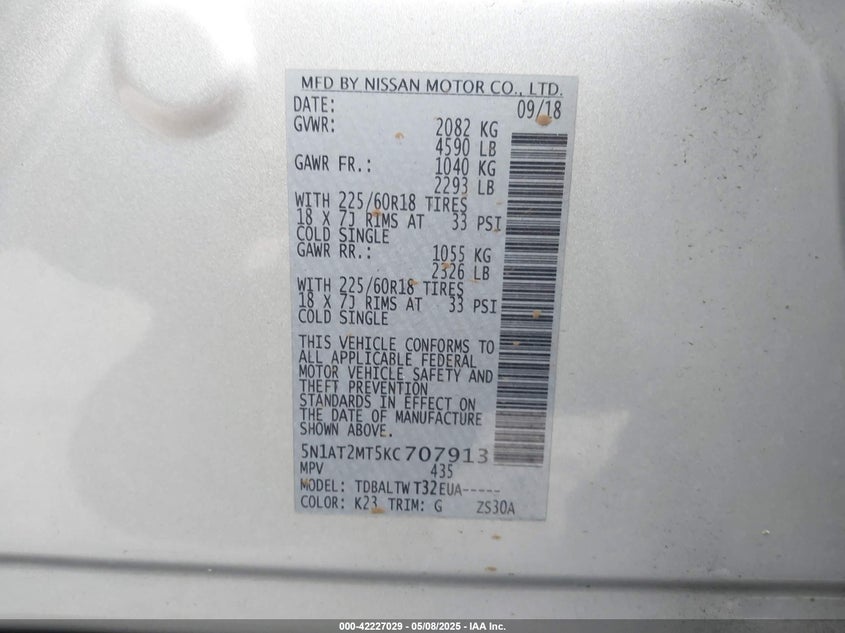 MFD BY NISSAN MOTOR CO., LTD.
DATE: 09/18
GVWR: 2082 KG
4590 LB
GAWR FR.: 1040 KG
2293 LB
WITH 225/60R18 TIRES
18 X 7J RIMS AT 33 PSI
COLD SINGLE
GAWR RR.: 1055 KG
2326 LB
WITH 225/60R18 TIRES
18 X 7J RIMS AT 33 PSI
COLD SINGLE
THIS VEHICLE CONFORMS TO
ALL APPLICABLE FEDERAL
MOTOR VEHICLE SAFETY AND
THEFT PREVENTION
STANDARDS IN EFFECT ON
THE DATE OF MANUFACTURE
SHOWN ABOVE.
5N1AT2MT5KC707913
MPV 435
MODEL: TDBALTW T32EUA-----
COLOR: K23 TRIM: G ZS30A
000-42227029 - 05/08/2025 - IAA Inc.